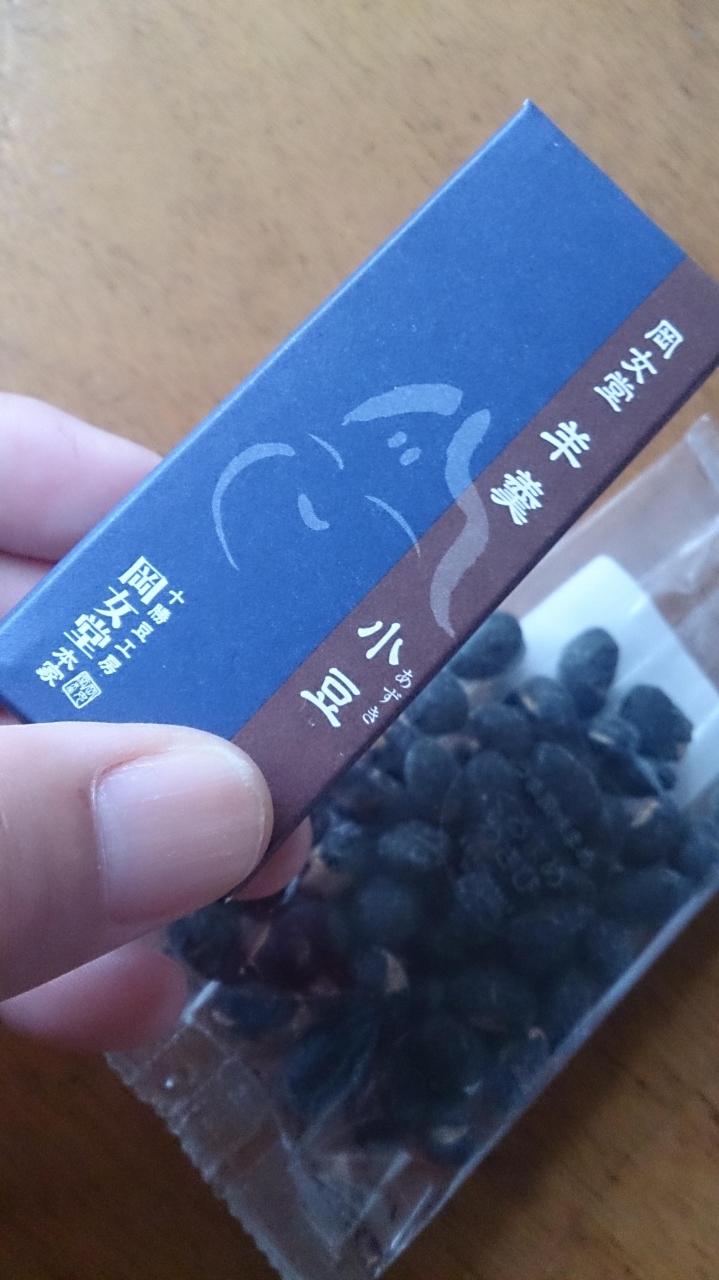 岡女堂 羊羹
小豆
あずき
十勝豆工房
岡女堂本家